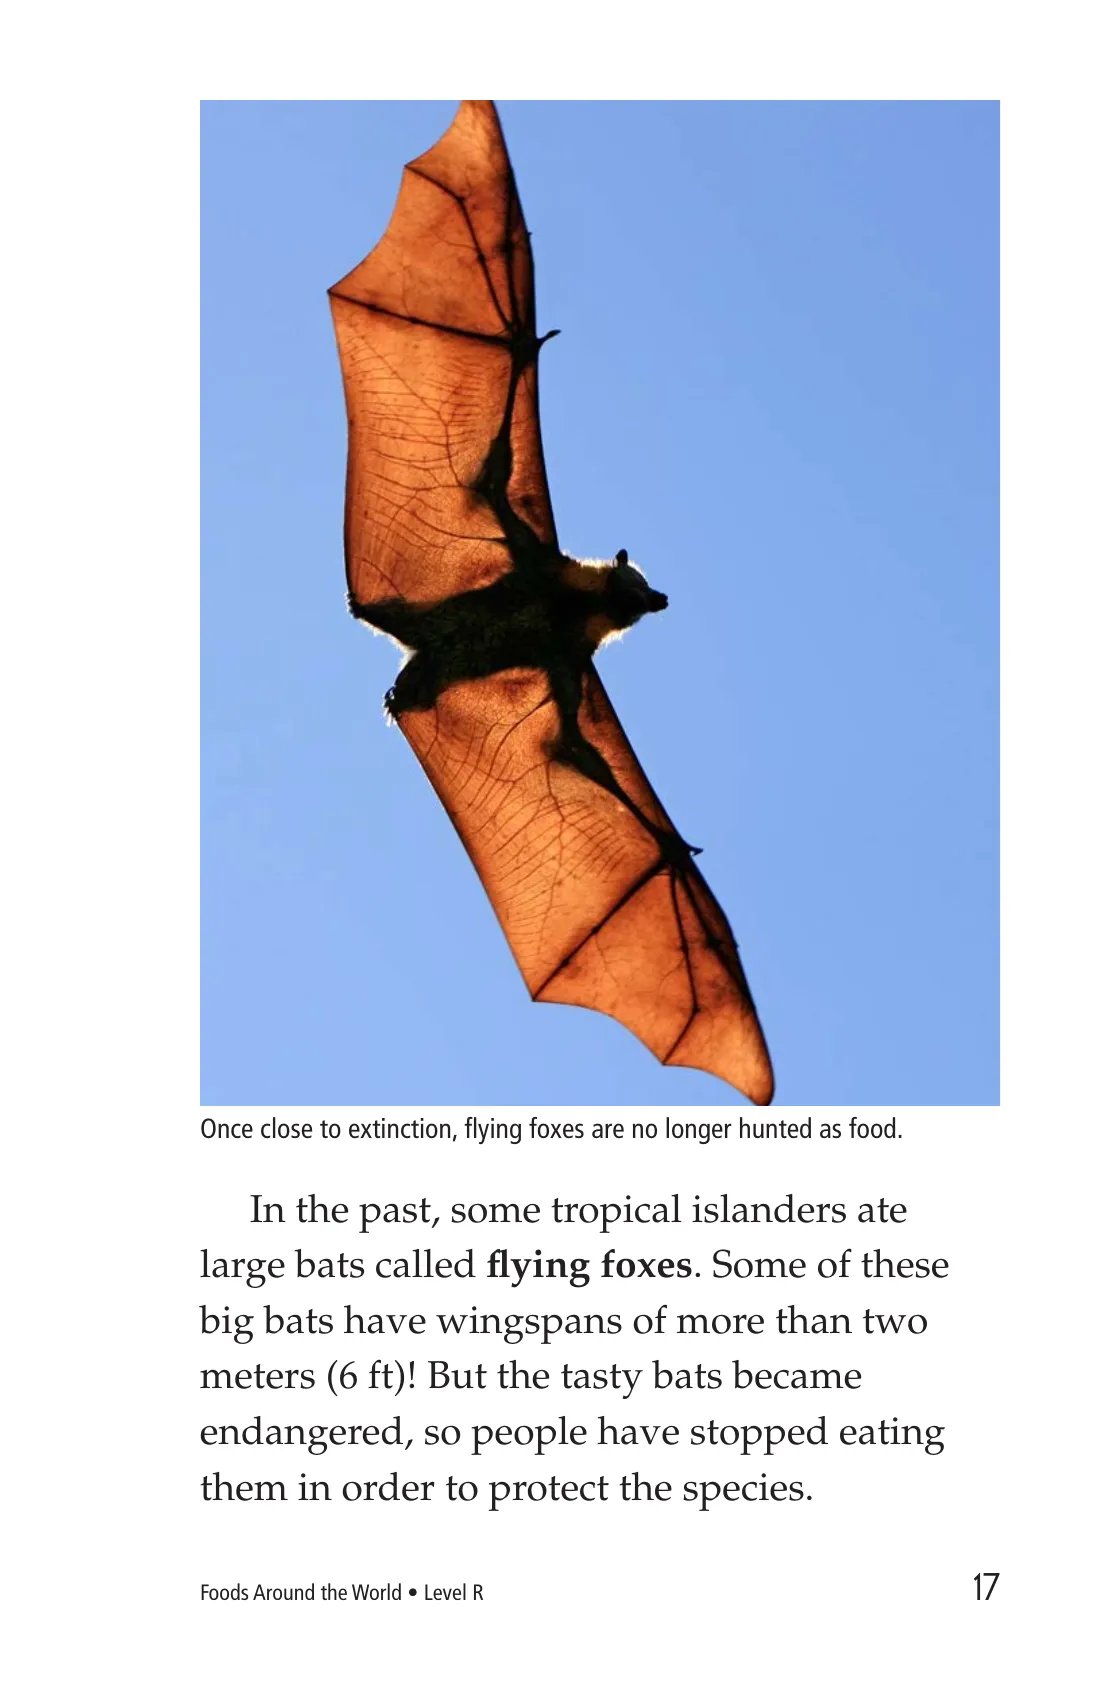 Once close to extinction, flying foxes are no longer hunted as food.
In the past, some tropical islanders ate
large bats called flying foxes. Some of these
big bats have wingspans of more than two
meters (6 ft)! But the tasty bats became
endangered, so people have stopped eating
them in order to protect the species.
Foods Around the World • Level R 17